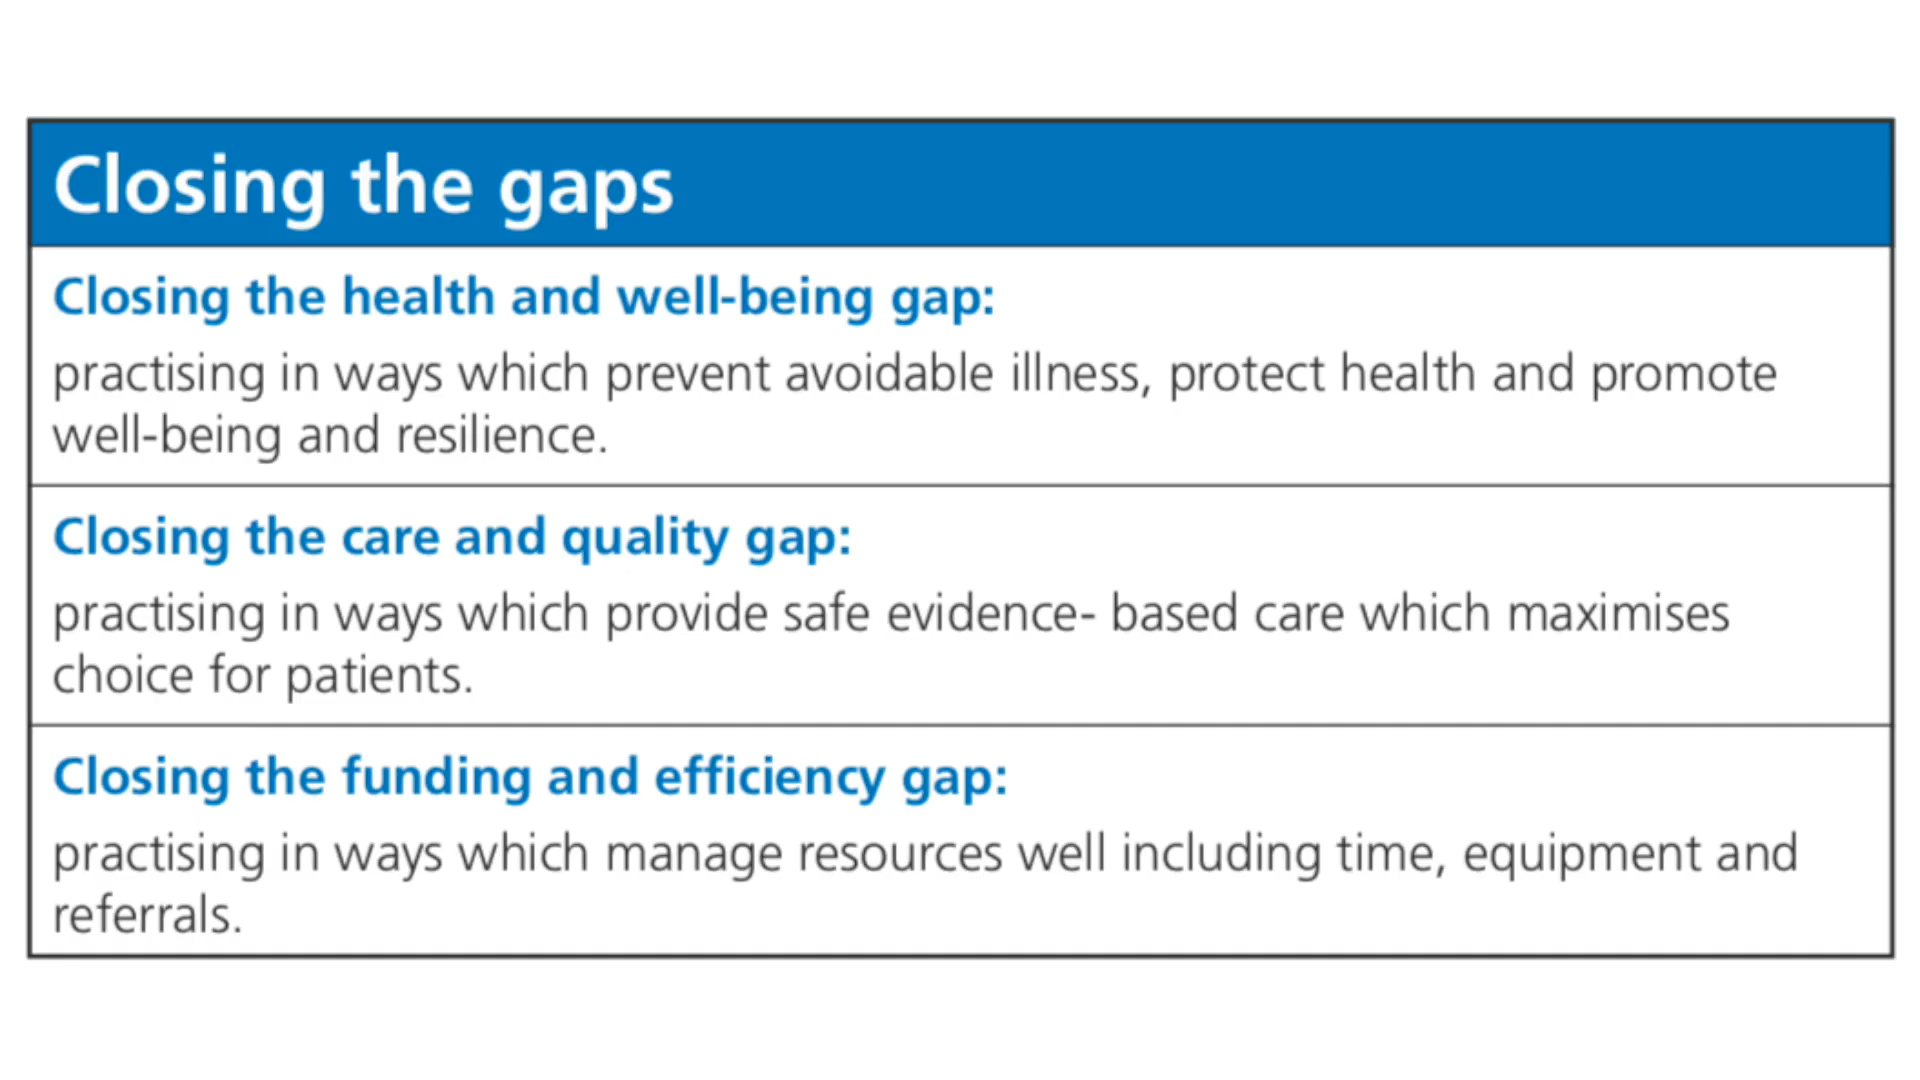 Closing the gaps
Closing the health and well-being gap:
practising in ways which prevent avoidable illness, protect health and promote
well-being and resilience.
Closing the care and quality gap:
practising in ways which provide safe evidence- based care which maximises
choice for patients.
Closing the funding and efficiency gap:
practising in ways which manage resources well including time, equipment and
referrals.